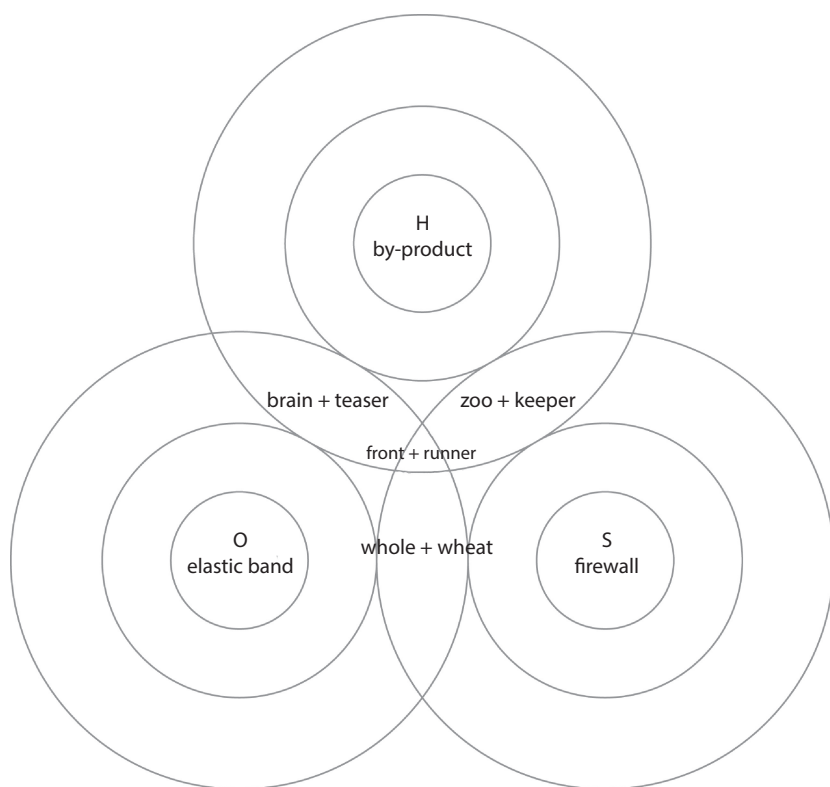 H
by-product
brain + teaser
zoo + keeper
front + runner
whole + wheat
O
elastic band
S
firewall